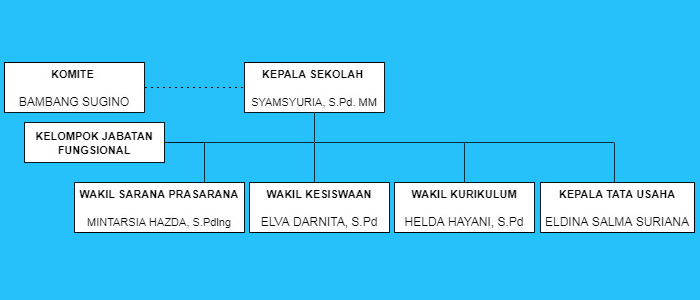 KOMITE
BAMBANG SUGINO
KEPALA SEKOLAH
SYAMSYURIA, S.Pd. MM
KELOMPOK JABATAN
FUNGSIONAL
WAKIL SARANA PRASARANA
MINTARSIA HAZDA, S.PdIng
WAKIL KESISWAAN
ELVA DARNITA, S.Pd
WAKIL KURIKULUM
HELDA HAYANI, S.Pd
KEPALA TATA USAHA
ELDINA SALMA SURIANA